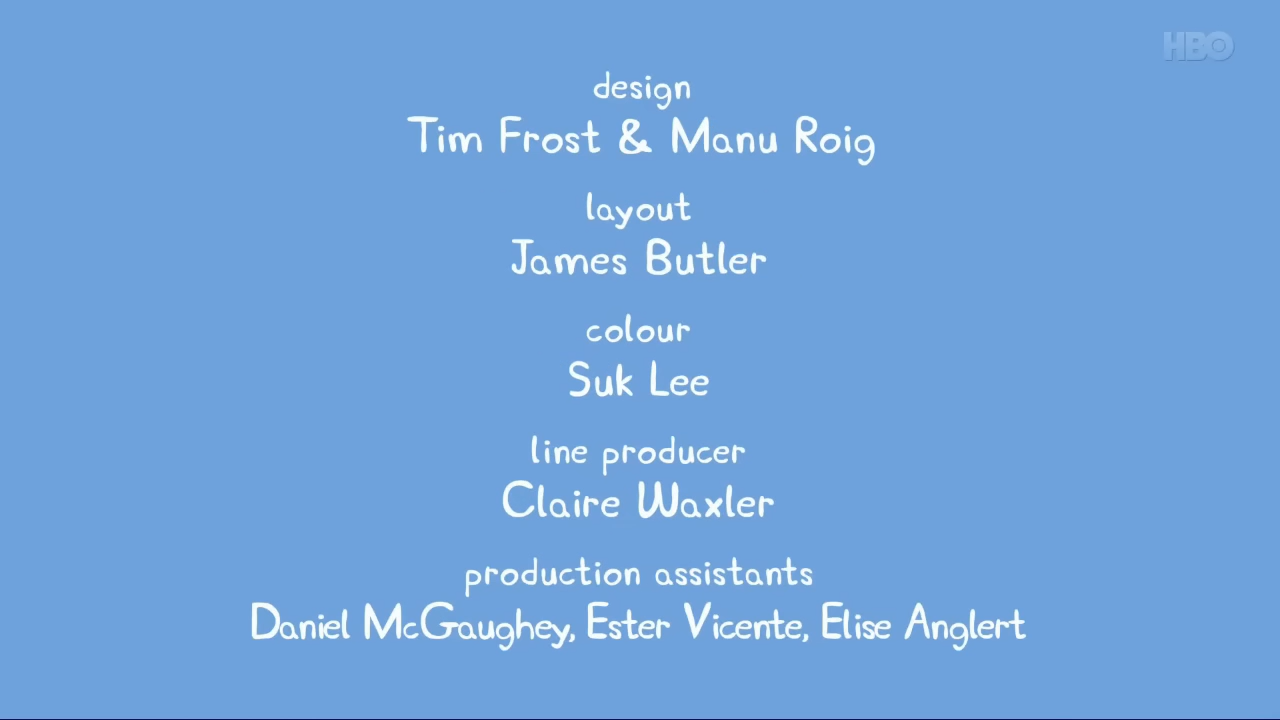 HBO
design
Tim Frost & Manu Roig
layout
James Butler
colour
Suk Lee
line producer
Claire Waxler
production assistants
Daniel McGaughey, Ester Vicente, Elise Anglert